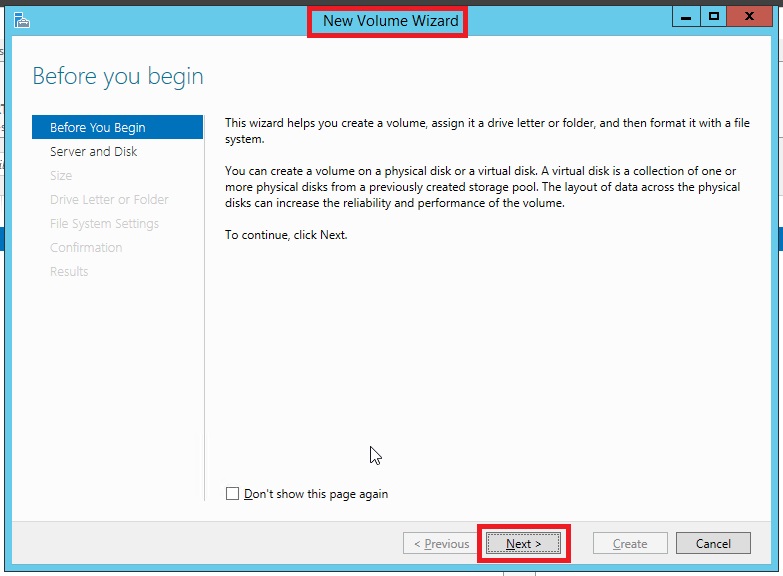 New Volume Wizard
Before you begin
Before You Begin
Server and Disk
Size
Drive Letter or Folder
File System Settings
Confirmation
Results
This wizard helps you create a volume, assign it a drive letter or folder, and then format it with a file
system.
You can create a volume on a physical disk or a virtual disk. A virtual disk is a collection of one or
more physical disks from a previously created storage pool. The layout of data across the physical
disks can increase the reliability and performance of the volume.
To continue, click Next.
Don't show this page again
< Previous
Next >
Create
Cancel